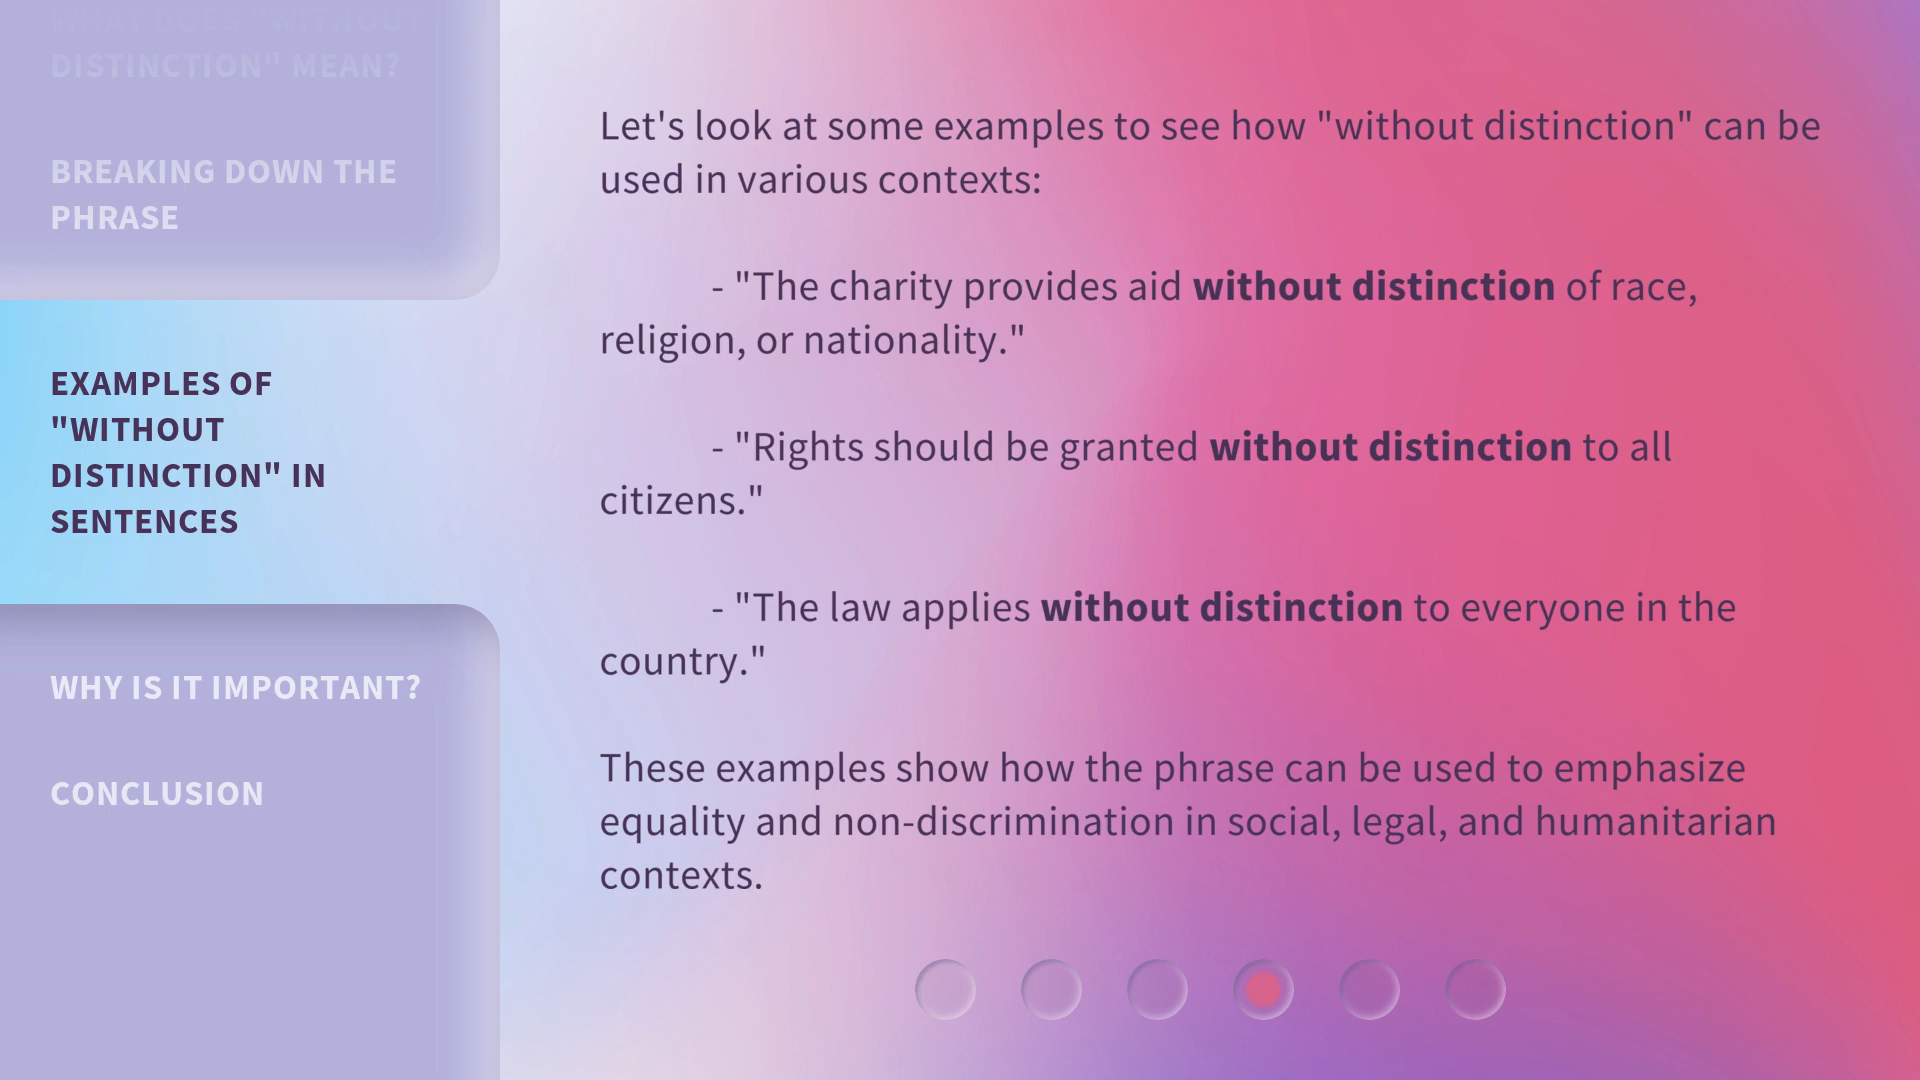 WHAT DOES "WITHOUT
DISTINCTION" MEAN?
BREAKING DOWN THE
PHRASE
EXAMPLES OF
"WITHOUT
DISTINCTION" IN
SENTENCES
WHY IS IT IMPORTANT?
CONCLUSION
Let's look at some examples to see how "without distinction" can be
used in various contexts:
- "The charity provides aid without distinction of race,
religion, or nationality."
- "Rights should be granted without distinction to all
citizens."
- "The law applies without distinction to everyone in the
country."
These examples show how the phrase can be used to emphasize
equality and non-discrimination in social, legal, and humanitarian
contexts.